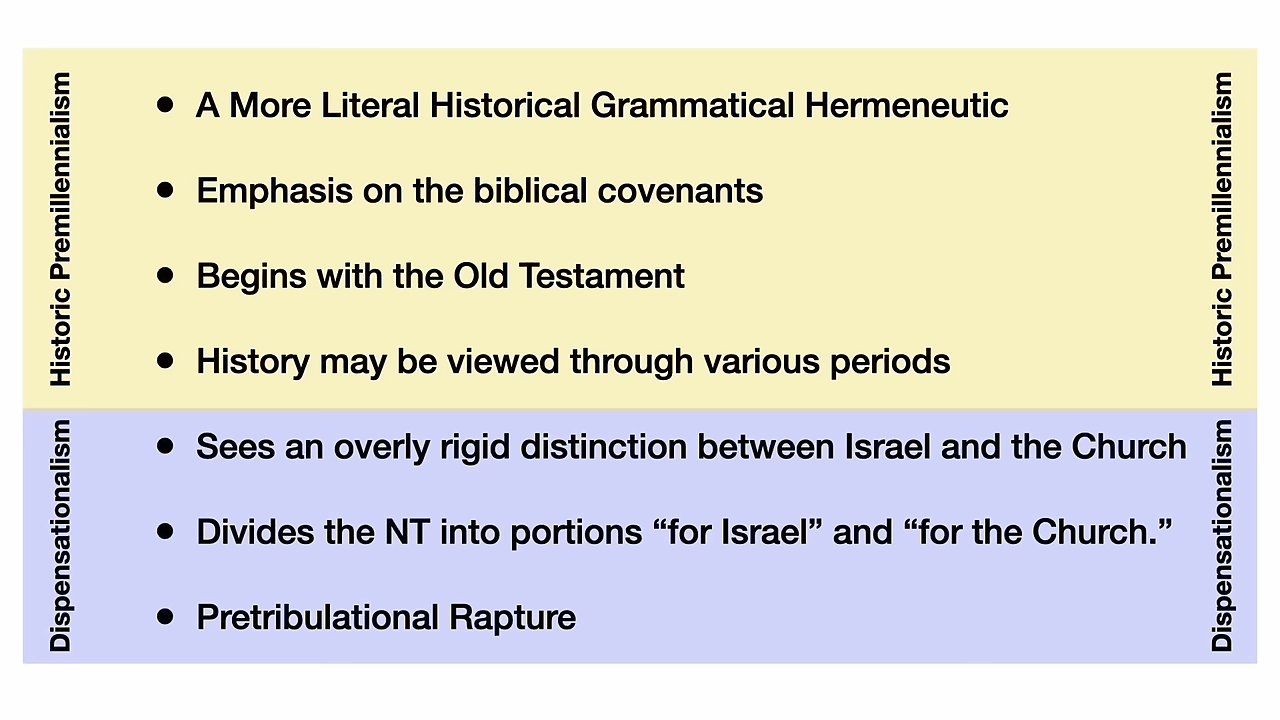 Historic Premillennialism
• A More Literal Historical Grammatical Hermeneutic
• Emphasis on the biblical covenants
• Begins with the Old Testament
• History may be viewed through various periods
Historic Premillennialism
Dispensationalism
• Sees an overly rigid distinction between Israel and the Church
• Divides the NT into portions “for Israel” and “for the Church.”
• Pretribulational Rapture
Dispensationalism